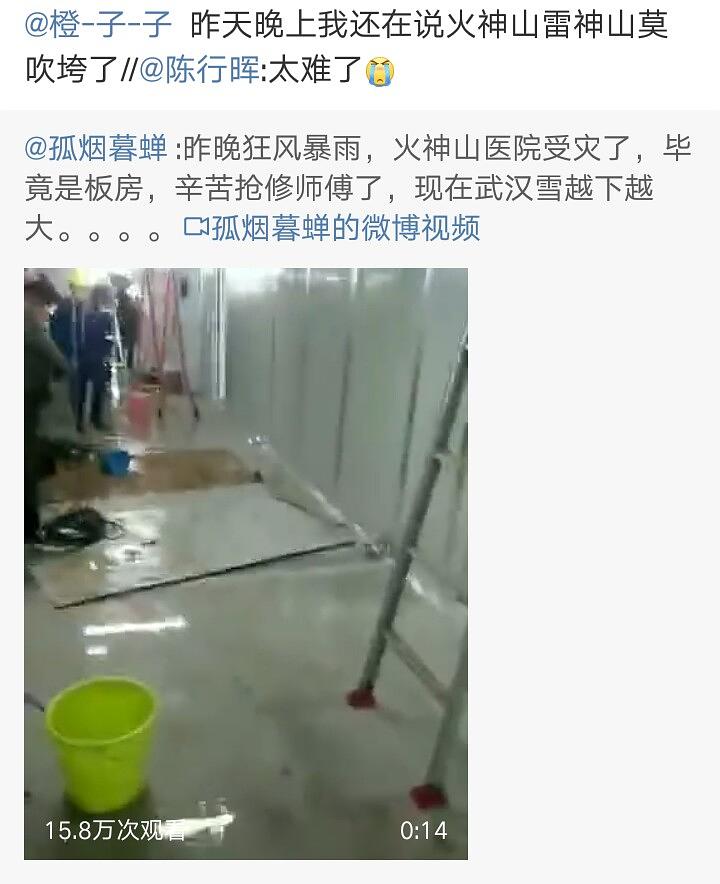 @橙-子-子 昨天晚上我还在说火神山雷神山莫
吹垮了//@陈行晖:太难了😭
@孤烟暮蝉:昨晚狂风暴雨，火神山医院受灾了，毕
竟是板房，辛苦抢修师傅了，现在武汉雪越下越
大。。。。孤烟暮蝉的微博视频
15.8万次观看
0:14